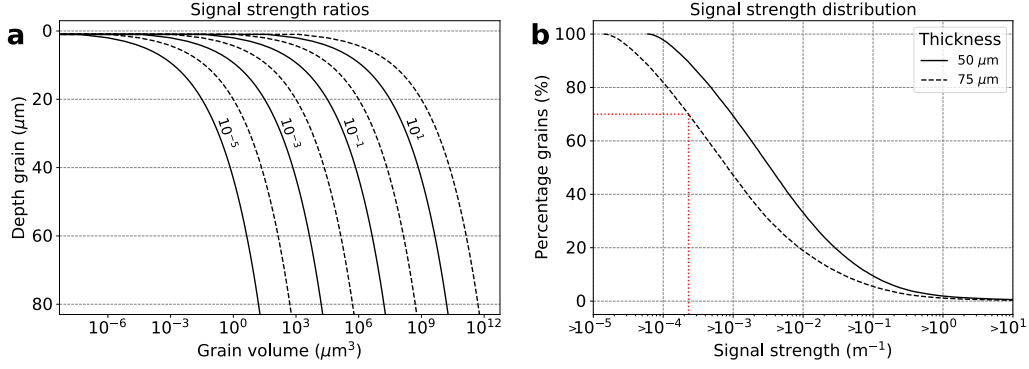 Signal strength ratios
a
0
20
40
60
80
Depth grain (μm)
10⁻⁵
10⁻³
10⁻¹
10¹
10⁻⁶
10⁻³
10⁰
10³
10⁶
10⁹
10¹²
Grain volume (μm³)
Signal strength distribution
b
100
80
60
40
20
0
Percentage grains (%)
Thickness
50 μm
75 μm
>10⁻⁵
>10⁻⁴
>10⁻³
>10⁻²
>10⁻¹
>10⁰
>10¹
Signal strength (m⁻¹)